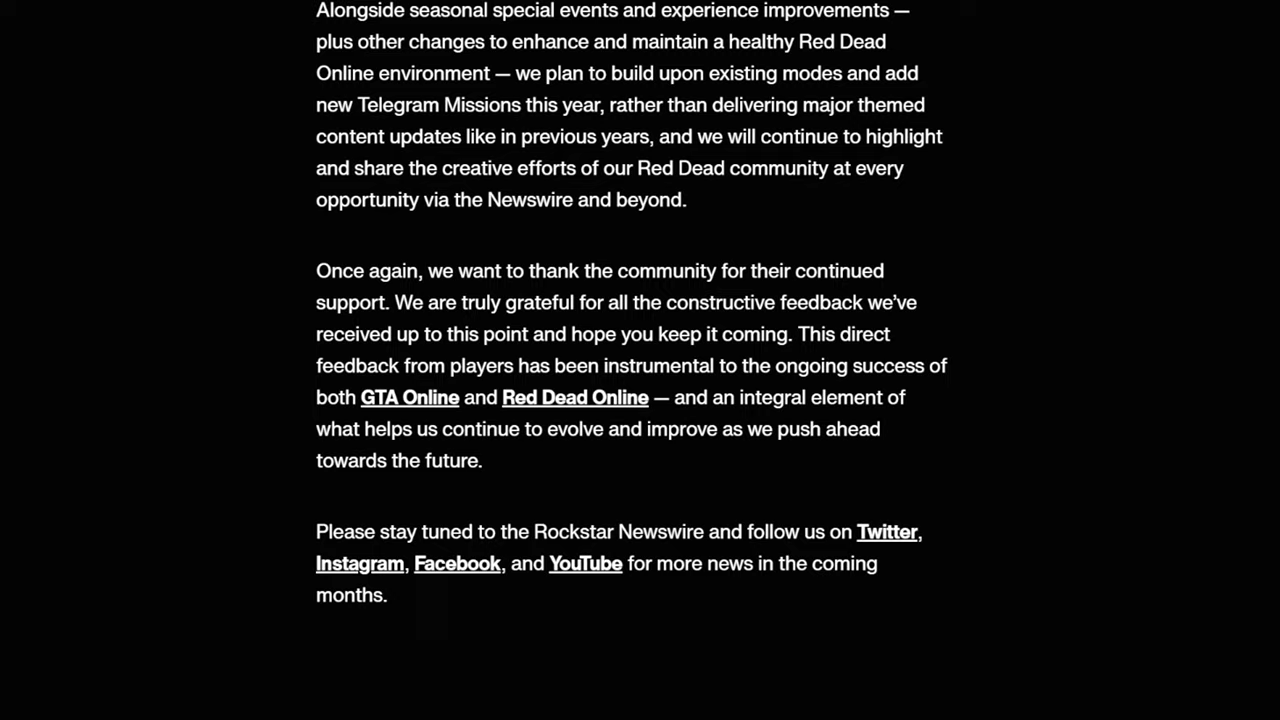 Alongside seasonal special events and experience improvements —
plus other changes to enhance and maintain a healthy Red Dead
Online environment — we plan to build upon existing modes and add
new Telegram Missions this year, rather than delivering major themed
content updates like in previous years, and we will continue to highlight
and share the creative efforts of our Red Dead community at every
opportunity via the Newswire and beyond.
Once again, we want to thank the community for their continued
support. We are truly grateful for all the constructive feedback we’ve
received up to this point and hope you keep it coming. This direct
feedback from players has been instrumental to the ongoing success of
both GTA Online and Red Dead Online — and an integral element of
what helps us continue to evolve and improve as we push ahead
towards the future.
Please stay tuned to the Rockstar Newswire and follow us on Twitter,
Instagram, Facebook, and YouTube for more news in the coming
months.